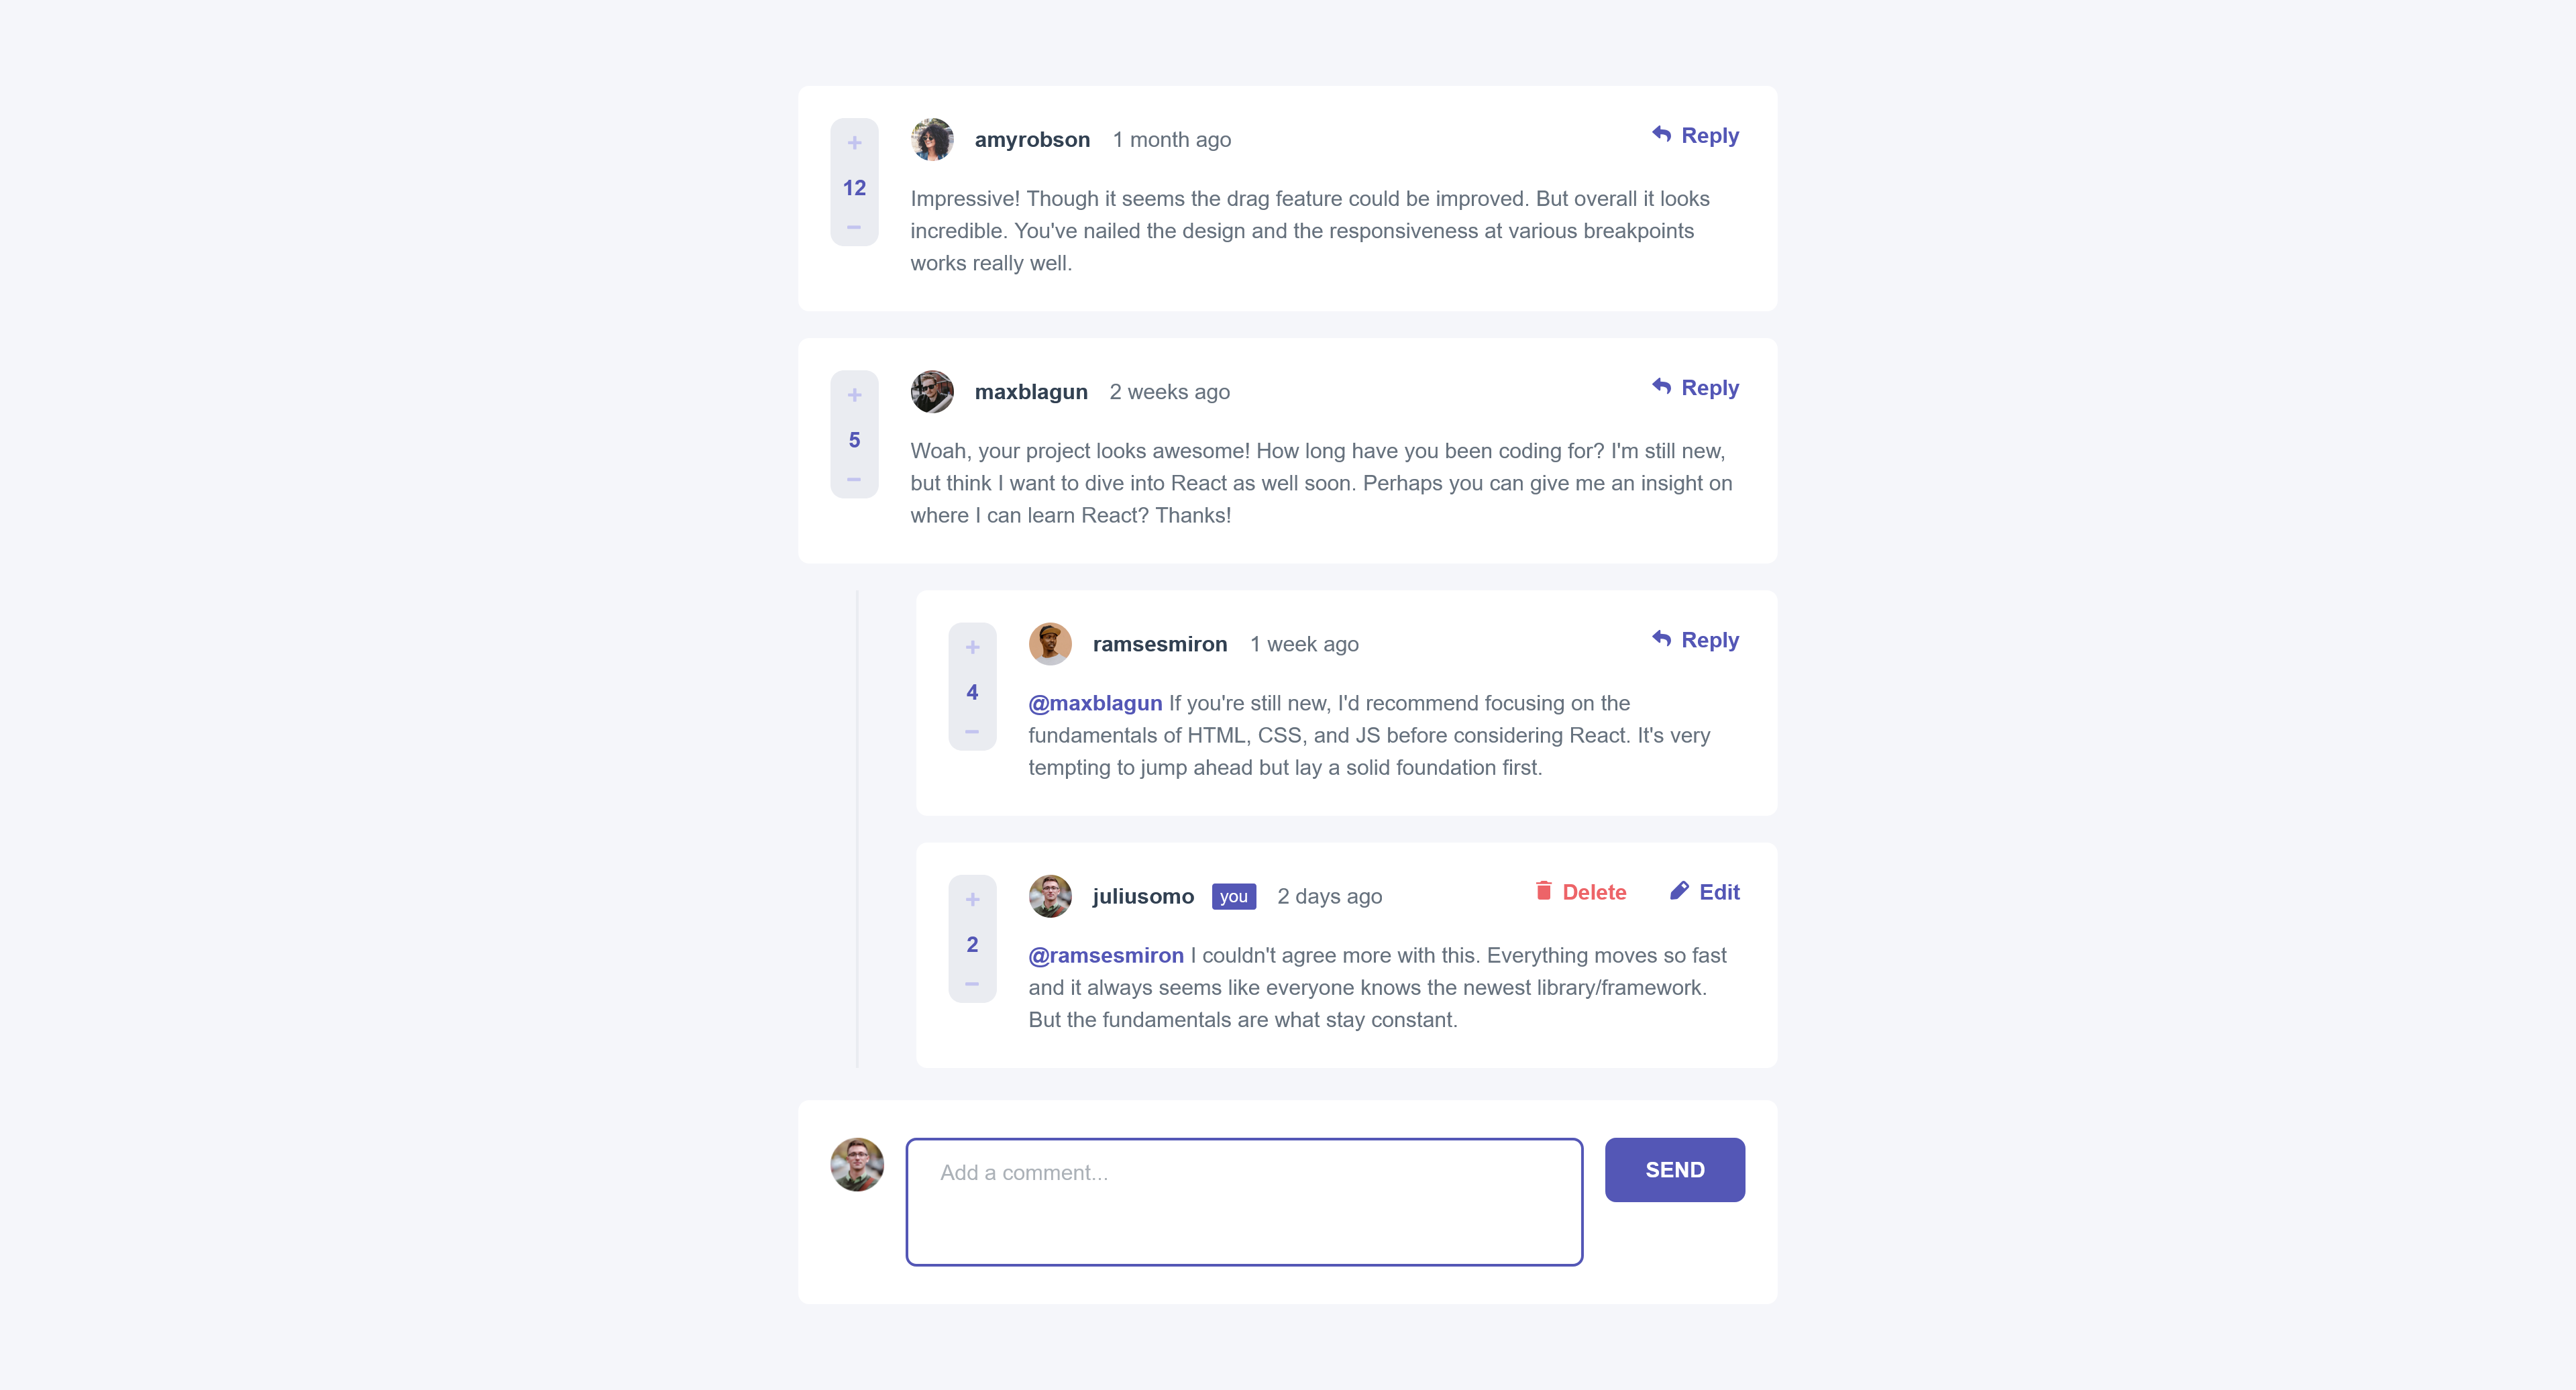 +
12
−
amyrobson 1 month ago Reply
Impressive! Though it seems the drag feature could be improved. But overall it looks
incredible. You've nailed the design and the responsiveness at various breakpoints
works really well.
+
5
−
maxblagun 2 weeks ago Reply
Woah, your project looks awesome! How long have you been coding for? I'm still new,
but think I want to dive into React as well soon. Perhaps you can give me an insight on
where I can learn React? Thanks!
+
4
−
ramsesmiron 1 week ago Reply
@maxblagun If you're still new, I'd recommend focusing on the
fundamentals of HTML, CSS, and JS before considering React. It's very
tempting to jump ahead but lay a solid foundation first.
+
2
−
juliusomo you 2 days ago Delete Edit
@ramsesmiron I couldn't agree more with this. Everything moves so fast
and it always seems like everyone knows the newest library/framework.
But the fundamentals are what stay constant.
Add a comment...
SEND